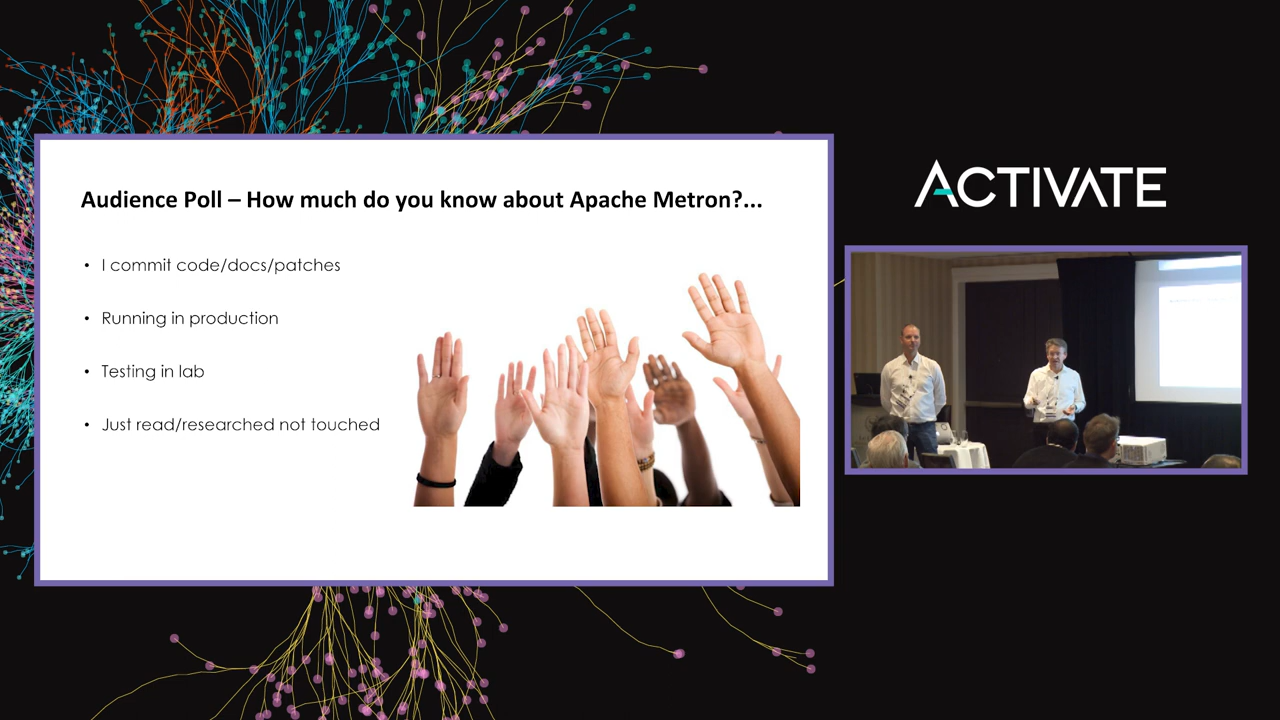 Audience Poll – How much do you know about Apache Metron?...
• I commit code/docs/patches
• Running in production
• Testing in lab
• Just read/researched not touched
ACTIVATE